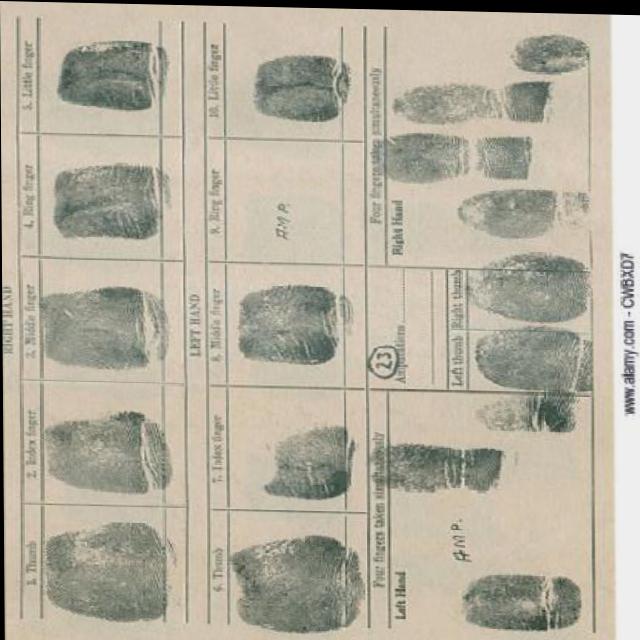 RIGHT HAND
1. Thumb
2. Index finger
3. Middle finger
4. Ring finger
5. Little finger
LEFT HAND
6. Thumb
7. Index finger
8. Middle finger
9. Ring finger
10. Little finger
AMP.
Four fingers taken simultaneously
Left Hand
AMP.
23
Amputations
Left thumb
Right thumb
Four fingers taken simultaneously
Right Hand
www.alamy.com - CWBXD7